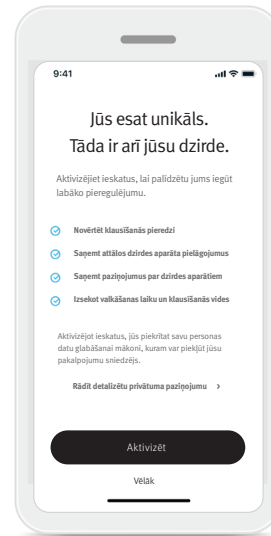 9:41
Jūs esat unikāls.
Tāda ir arī jūsu dzirde.
Aktivizējiet ieskatus, lai palīdzētu jums iegūt
labāko pieregulējumu.
Novērtēt klausīšanās pieredzi
Saņemt attālos dzirdes aparāta pielāgojumus
Saņemt paziņojumus par dzirdes aparātiem
Izsekot valkāšanas laiku un klausīšanās vides
Aktivizējot ieskatus, jūs piekrītat savu personas
datu glabāšanai mākonī, kuram var piekļūt jūsu
pakalpojumu sniedzējs.
Rādīt detalizētu privātuma paziņojumu >
Aktivizēt
Vēlāk